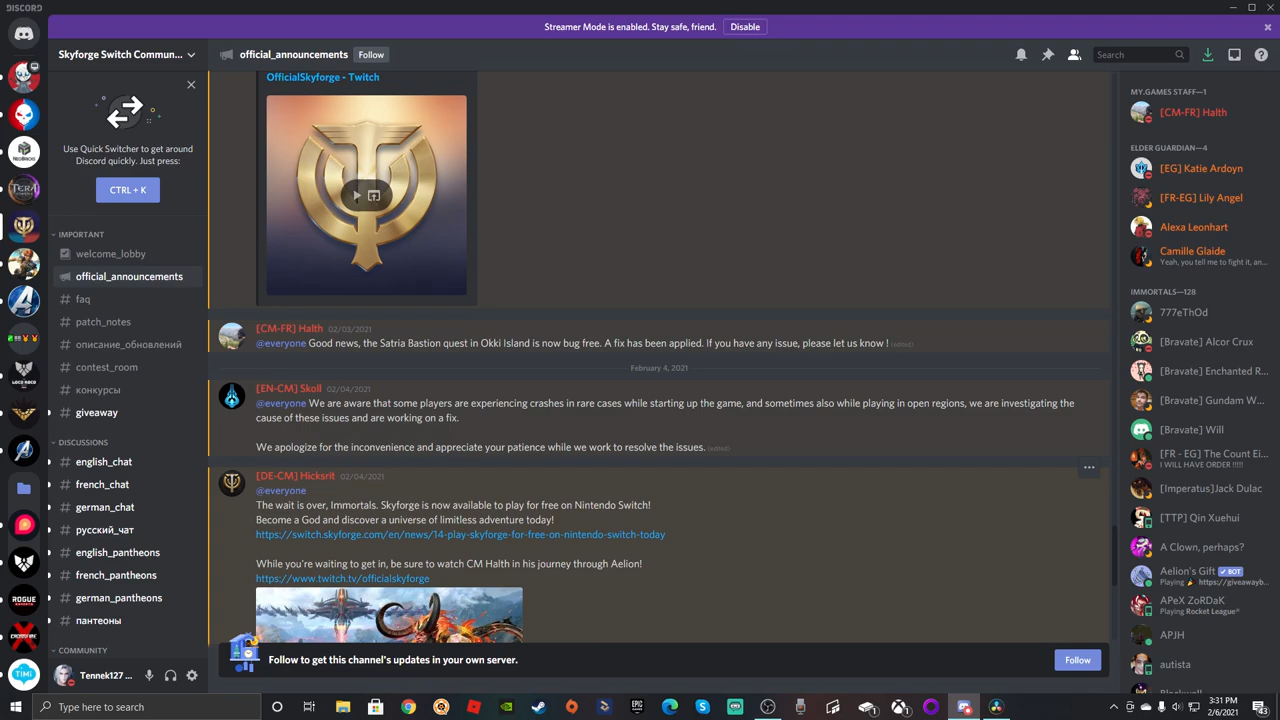 DISCORD
Streamer Mode is enabled. Stay safe, friend. Disable
Skyforge Switch Commun...
official_announcements Follow
Search
Use Quick Switcher to get around
Discord quickly. Just press:
CTRL + K
IMPORTANT
welcome_lobby
official_announcements
faq
patch_notes
описание_обновлений
contest_room
конкурсы
giveaway
DISCUSSIONS
english_chat
french_chat
german_chat
русский_чат
english_pantheons
french_pantheons
german_pantheons
пантеоны
COMMUNITY
Tennek127 ...
OfficialSkyforge - Twitch
[CM-FR] Halth 02/03/2021
@everyone Good news, the Satria Bastion quest in Okki Island is now bug free. A fix has been applied. If you have any issue, please let us know ! (edited)
February 4, 2021
[EN-CM] Skoll 02/04/2021
@everyone We are aware that some players are experiencing crashes in rare cases while starting up the game, and sometimes also while playing in open regions, we are investigating the
cause of these issues and are working on a fix.
We apologize for the inconvenience and appreciate your patience while we work to resolve the issues. (edited)
[DE-CM] Hicksrit 02/04/2021
@everyone
The wait is over, Immortals. Skyforge is now available to play for free on Nintendo Switch!
Become a God and discover a universe of limitless adventure today!
https://switch.skyforge.com/en/news/14-play-skyforge-for-free-on-nintendo-switch-today
While you're waiting to get in, be sure to watch CM Halth in his journey through Aelion!
https://www.twitch.tv/officialskyforge
Follow to get this channel's updates in your own server.
Follow
MY.GAMES STAFF—1
[CM-FR] Halth
ELDER GUARDIAN—4
[EG] Katie Ardoyn
[FR-EG] Lily Angel
Alexa Leonhart
Camille Glaide
Yeah, you tell me to fight it, an...
IMMORTALS—128
777eThOd
[Bravate] Alcor Crux
[Bravate] Enchanted R...
[Bravate] Gundam W...
[Bravate] Will
[FR - EG] The Count Ei...
I WILL HAVE ORDER !!!!!
[Imperatus]Jack Dulac
[TTP] Qin Xuehui
A Clown, perhaps?
Aelion's Gift BOT
Playing https://giveawayb...
APeX ZoRDaK
Playing Rocket League®
APJH
autista
NEOBRICKS
TERA
LOCO ROCO
ROGUE
CROSSFIRE
TiMi
Type here to search
EPIC
3:31 PM
2/6/2021